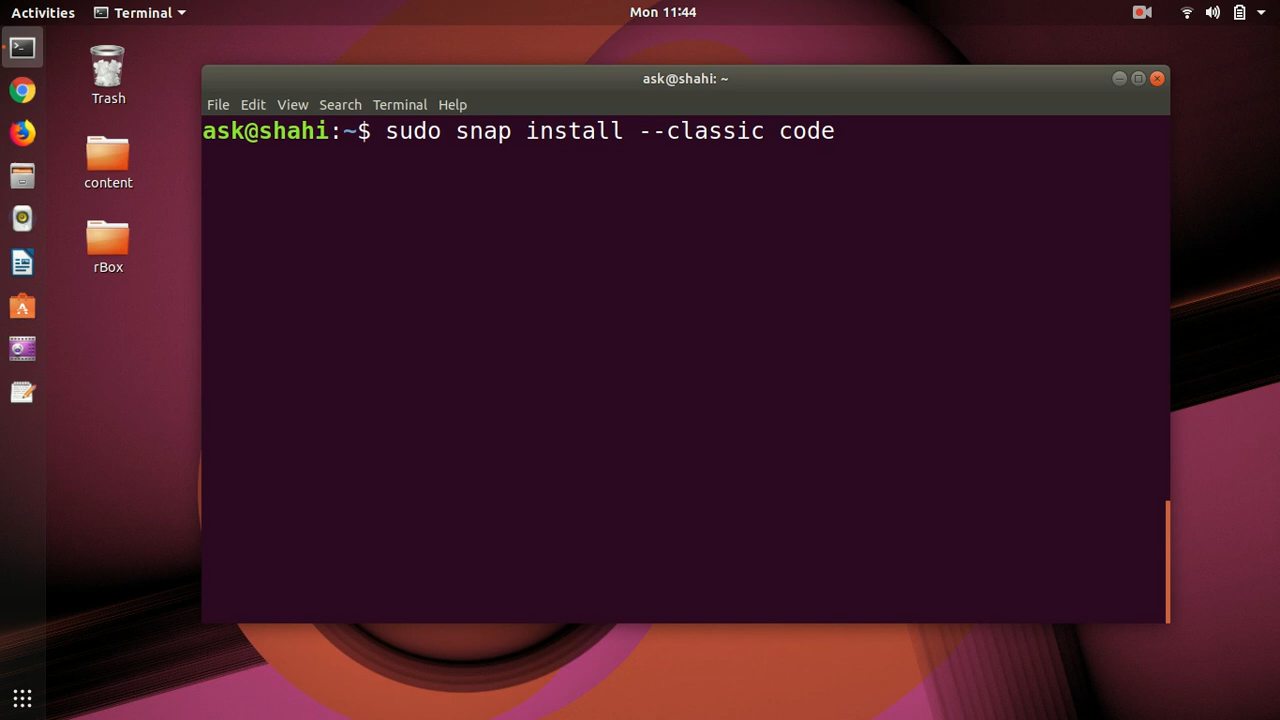 Activities Terminal Mon 11:44
Trash
content
rBox
ask@shahi: ~
File Edit View Search Terminal Help
ask@shahi:~$ sudo snap install --classic code